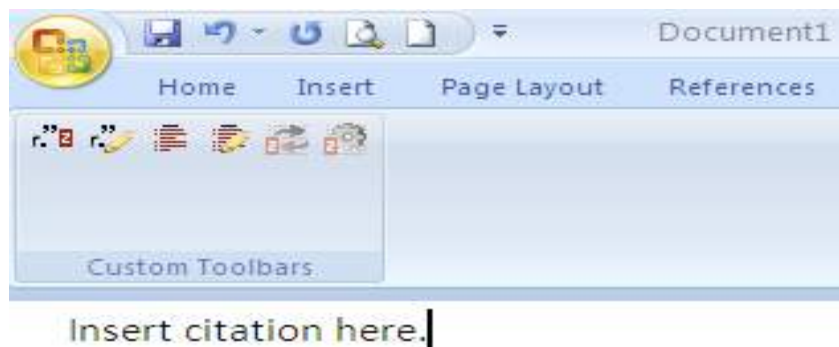 Document1
Home Insert Page Layout References
r.” Z r.”
Z Z
Custom Toolbars
Insert citation here.